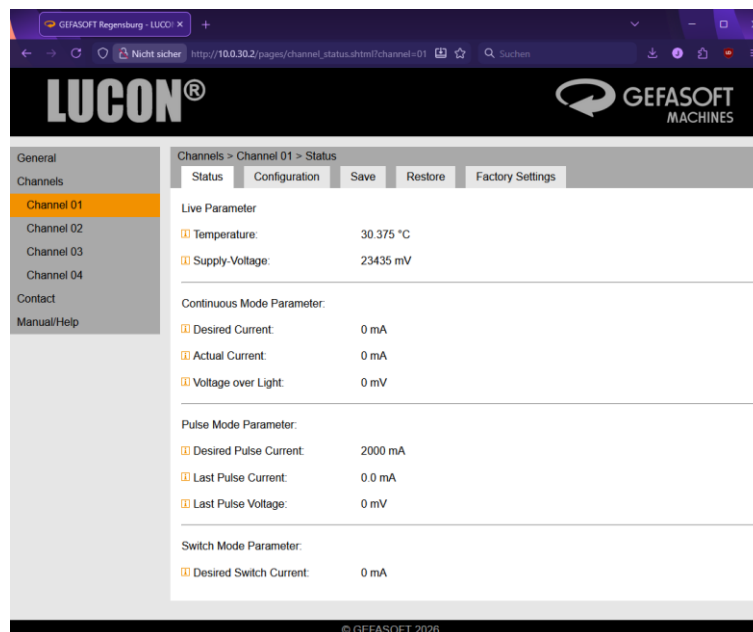 GEFASOFT Regensburg - LUCO
Nicht sicher http://10.0.30.2/pages/channel_status.shtml?channel=01 Suchen
LUCON®
GEFASOFT
MACHINES
General
Channels
Channel 01
Channel 02
Channel 03
Channel 04
Contact
Manual/Help
Channels > Channel 01 > Status
Status Configuration Save Restore Factory Settings
Live Parameter
Temperature: 30.375 °C
Supply-Voltage: 23435 mV
Continuous Mode Parameter:
Desired Current: 0 mA
Actual Current: 0 mA
Voltage over Light: 0 mV
Pulse Mode Parameter:
Desired Pulse Current: 2000 mA
Last Pulse Current: 0.0 mA
Last Pulse Voltage: 0 mV
Switch Mode Parameter:
Desired Switch Current: 0 mA
© GEFASOFT 2026